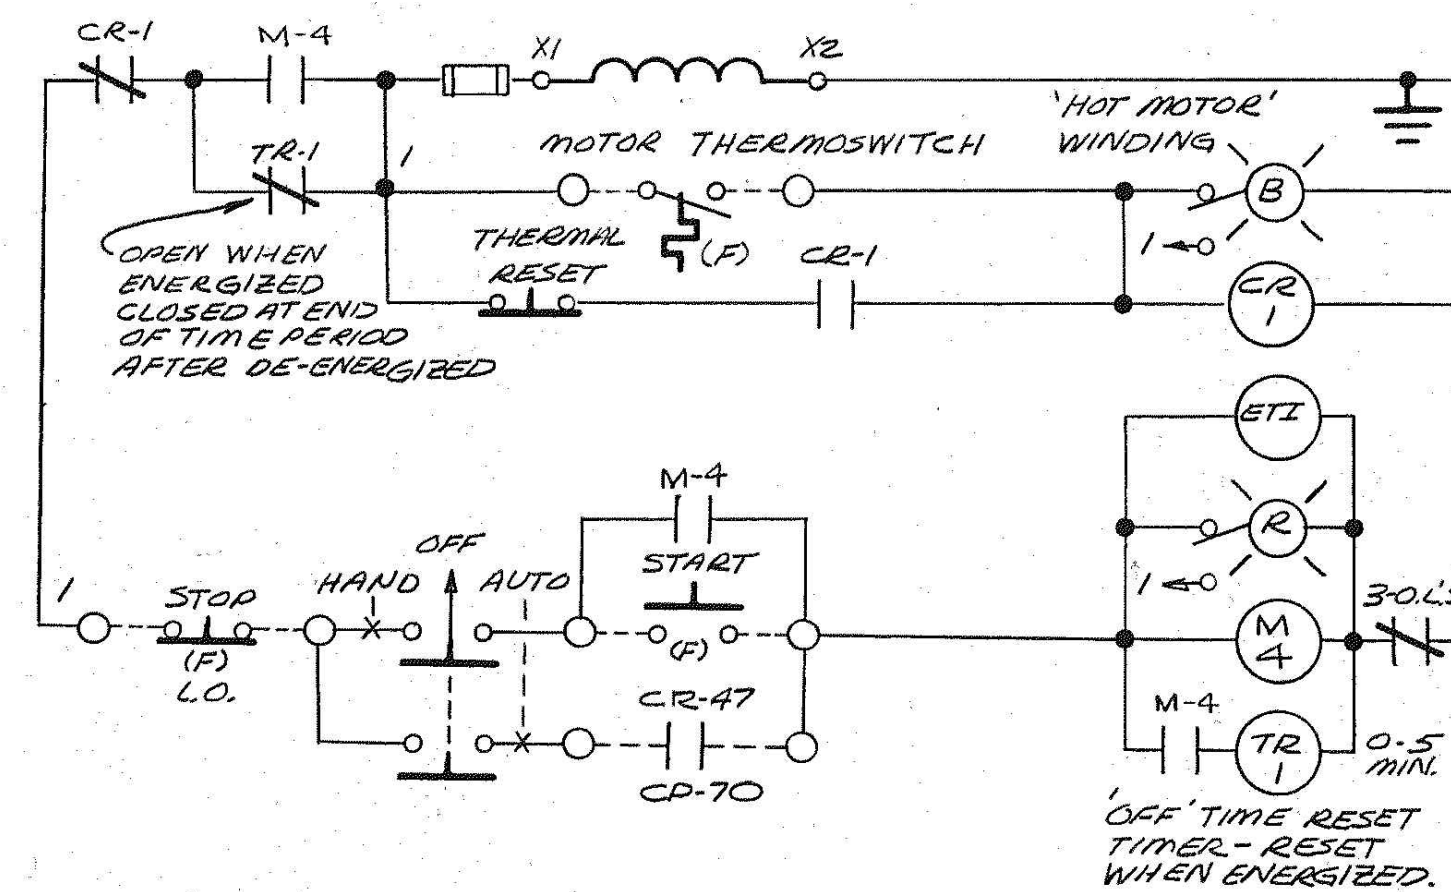 CR-1
M-4
X1
X2
'HOT MOTOR'
WINDING
TR-1
1
MOTOR THERMOSWITCH
B
1
OPEN WHEN
ENERGIZED
CLOSED AT END
OF TIME PERIOD
AFTER DE-ENERGIZED
THERMAL
RESET
(F)
CR-1
CR
1
ETI
M-4
R
1
OFF
HAND
AUTO
START
1
STOP
(F)
L.O.
(F)
M
4
3-O.L'S
CR-47
CP-70
M-4
TR
1
0-5
MIN.
'OFF' TIME RESET
TIMER-RESET
WHEN ENERGIZED.